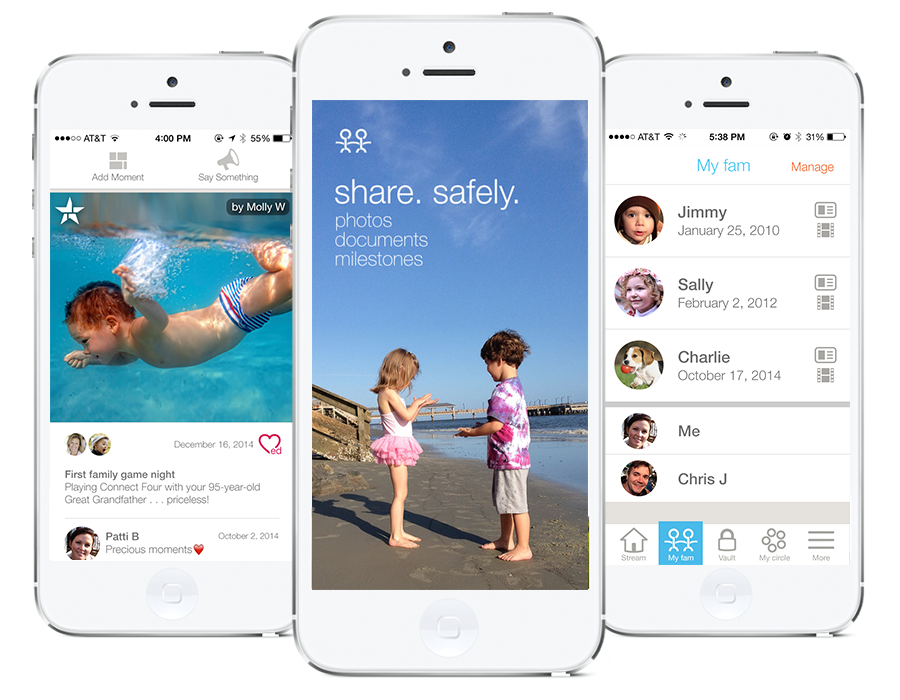 AT&T 4:00 PM 55%
Add Moment Say Something
by Molly W
December 16, 2014
ed
First family game night
Playing Connect Four with your 95-year-old
Great Grandfather . . . priceless!
Patti B October 2, 2014
Precious moments
share. safely.
photos
documents
milestones
AT&T 5:38 PM 31%
My fam Manage
Jimmy
January 25, 2010
Sally
February 2, 2012
Charlie
October 17, 2014
Me
Chris J
Stream My fam Vault My circle More